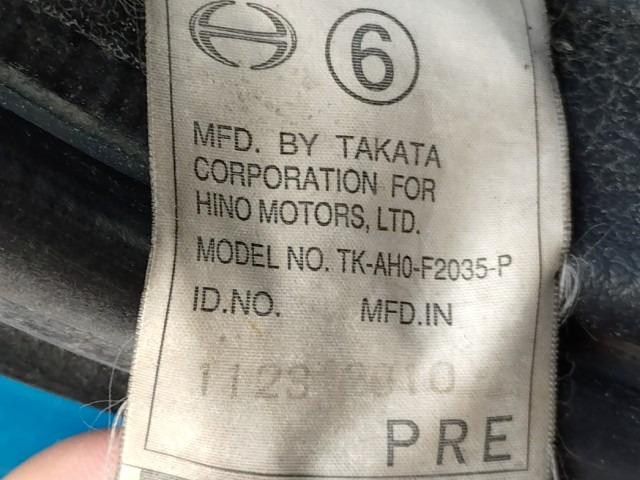 6
MFD. BY TAKATA
CORPORATION FOR
HINO MOTORS, LTD.
MODEL NO. TK-AH0-F2035-P
ID.NO. MFD.IN
PRE